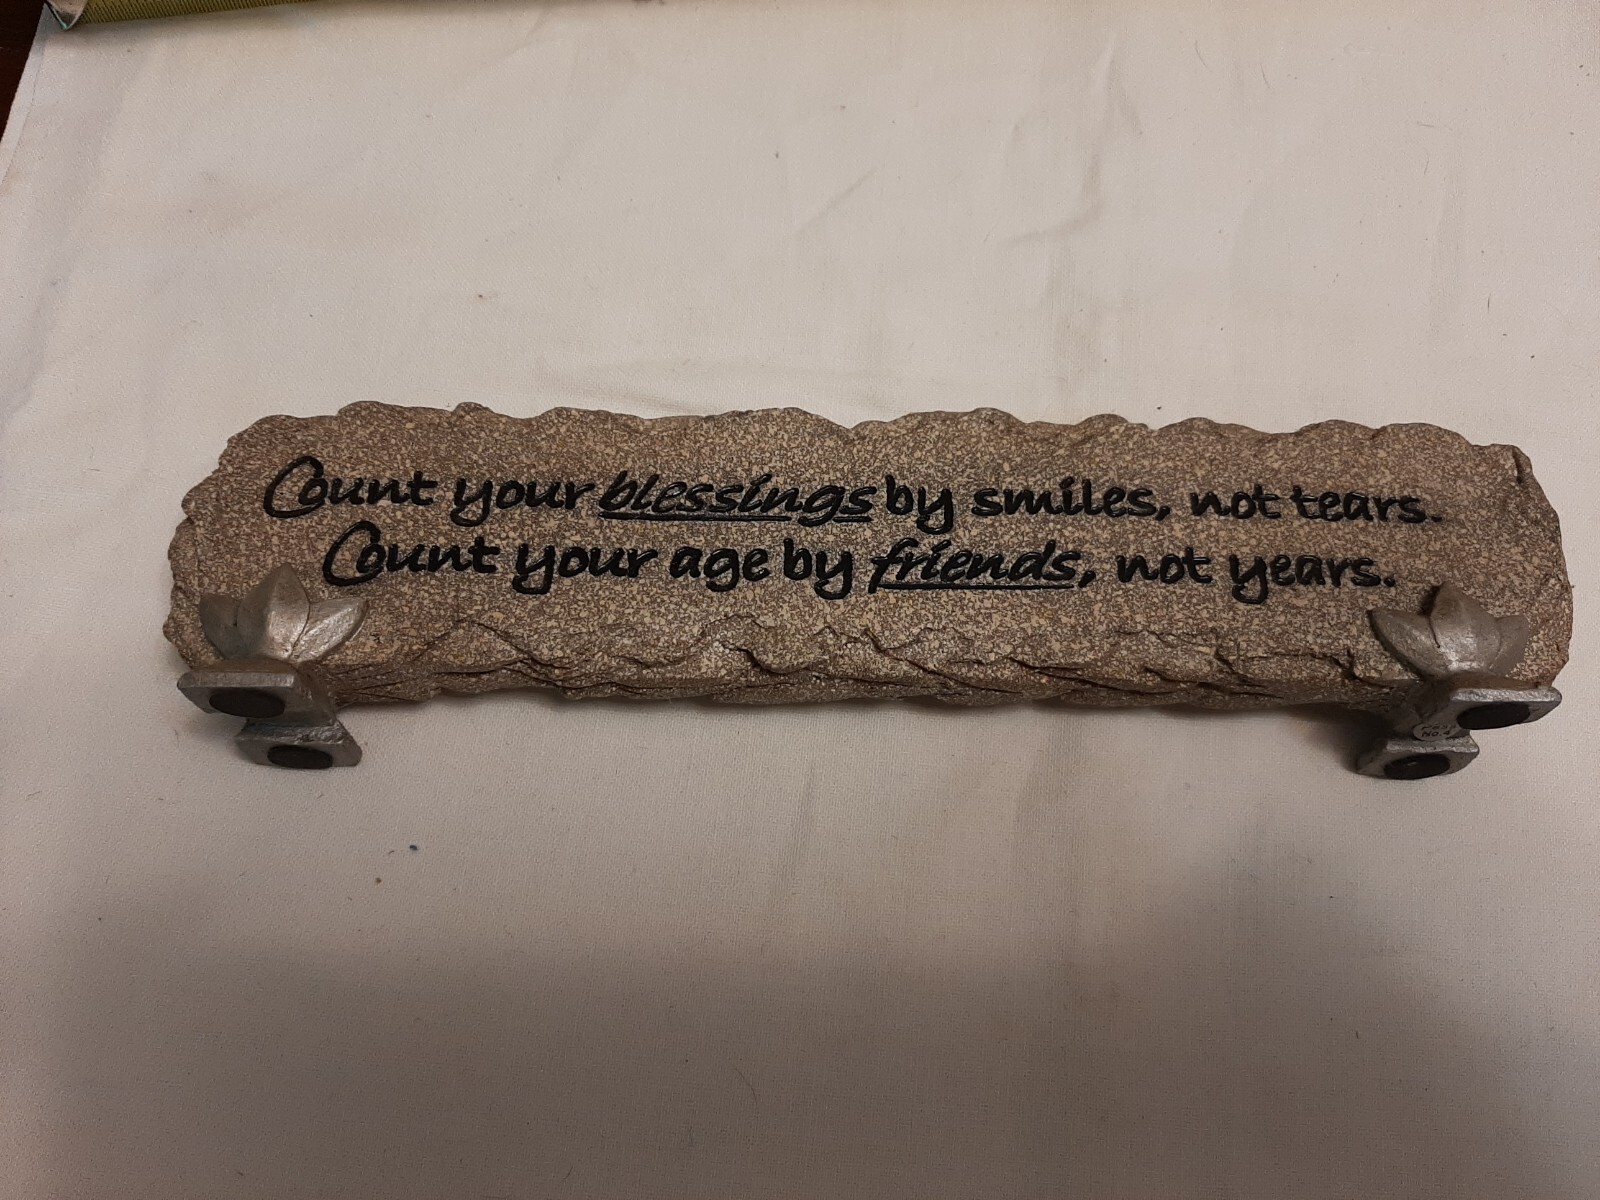 Count your blessings by smiles, not tears.
Count your age by friends, not years.